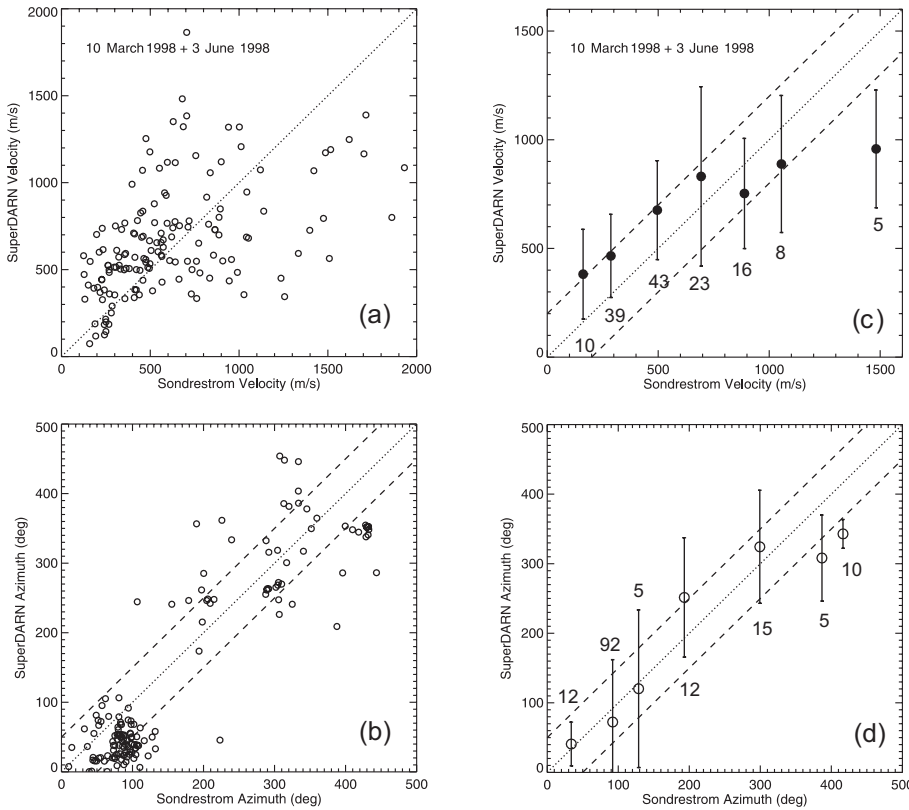 2000
10 March 1998 + 3 June 1998
1500
1000
500
0
SuperDARN Velocity (m/s)
(a)
0 500 1000 1500 2000
Sondrestrom Velocity (m/s)
1600
10 March 1998 + 3 June 1998
1500
1000
500
0
SuperDARN Velocity (m/s)
10
39
43
23
16
8
5
(c)
0 500 1000 1500
Sondrestrom Velocity (m/s)
500
400
300
200
100
0
SuperDARN Azimuth (deg)
(b)
0 100 200 300 400 500
Sondrestrom Azimuth (deg)
500
400
300
200
100
0
SuperDARN Azimuth (deg)
12
92
5
12
15
5
10
(d)
0 100 200 300 400 500
Sondrestrom Azimuth (deg)